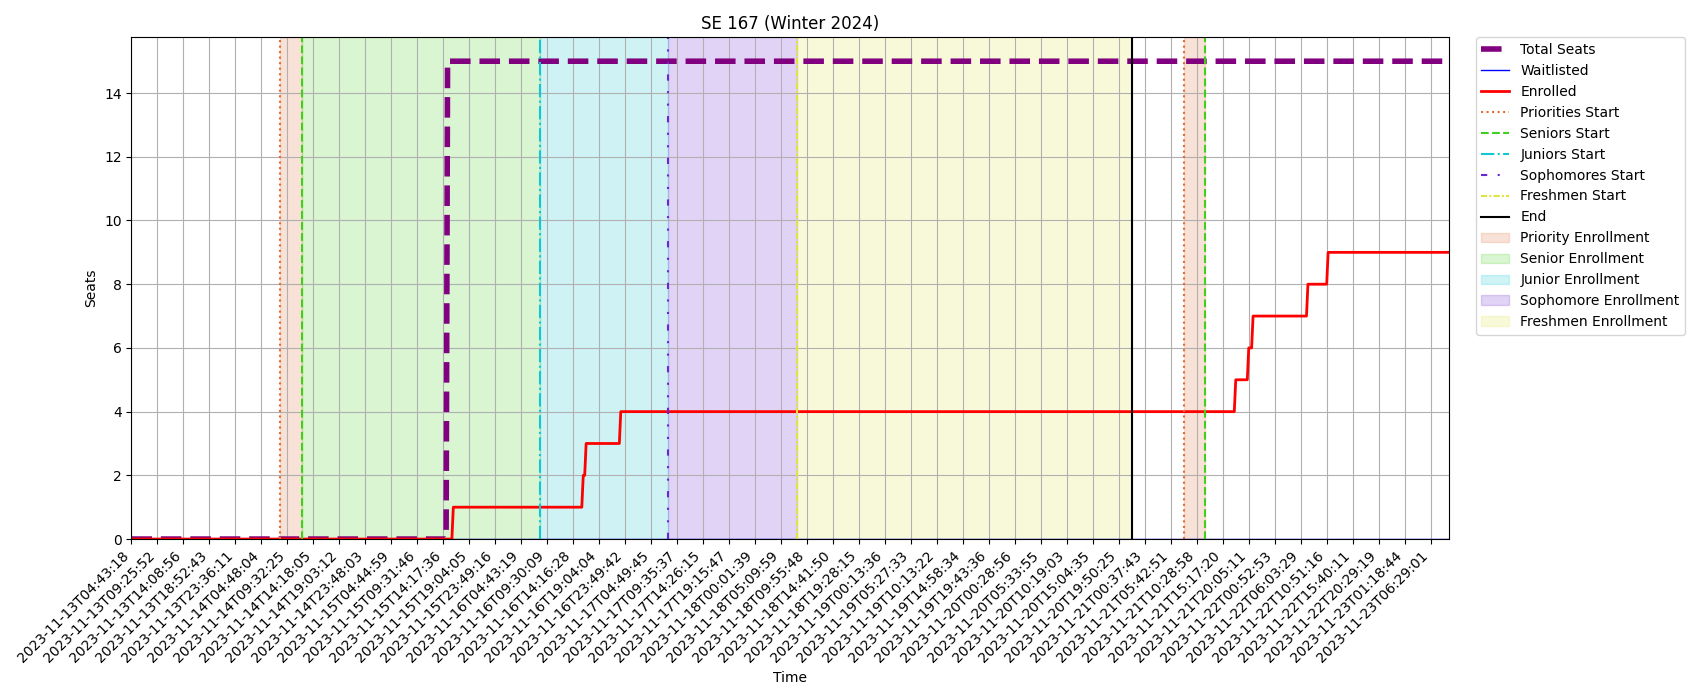 SE 167 (Winter 2024)
Seats
14
12
10
8
6
4
2
0
2023-11-13T04:43:18
2023-11-13T09:25:52
2023-11-13T14:08:56
2023-11-13T18:52:43
2023-11-13T23:36:11
2023-11-14T04:48:04
2023-11-14T09:32:25
2023-11-14T14:18:05
2023-11-14T19:03:12
2023-11-14T23:48:03
2023-11-15T04:44:59
2023-11-15T09:31:46
2023-11-15T14:17:36
2023-11-15T19:04:05
2023-11-15T23:49:16
2023-11-16T04:43:19
2023-11-16T09:30:09
2023-11-16T14:16:28
2023-11-16T19:04:04
2023-11-16T23:49:42
2023-11-17T04:49:45
2023-11-17T09:35:37
2023-11-17T14:26:15
2023-11-17T19:15:47
2023-11-18T00:01:39
2023-11-18T05:09:59
2023-11-18T09:55:48
2023-11-18T14:41:50
2023-11-18T19:28:15
2023-11-19T00:13:36
2023-11-19T05:27:33
2023-11-19T10:13:22
2023-11-19T14:58:34
2023-11-19T19:43:36
2023-11-20T00:28:56
2023-11-20T05:33:55
2023-11-20T10:19:03
2023-11-20T15:04:35
2023-11-20T19:50:25
2023-11-21T00:37:43
2023-11-21T05:42:51
2023-11-21T10:28:58
2023-11-21T15:17:20
2023-11-21T20:05:11
2023-11-22T00:52:53
2023-11-22T06:03:29
2023-11-22T10:51:16
2023-11-22T15:40:11
2023-11-22T20:29:19
2023-11-23T01:18:44
2023-11-23T06:29:01
Time
Total Seats
Waitlisted
Enrolled
Priorities Start
Seniors Start
Juniors Start
Sophomores Start
Freshmen Start
End
Priority Enrollment
Senior Enrollment
Junior Enrollment
Sophomore Enrollment
Freshmen Enrollment